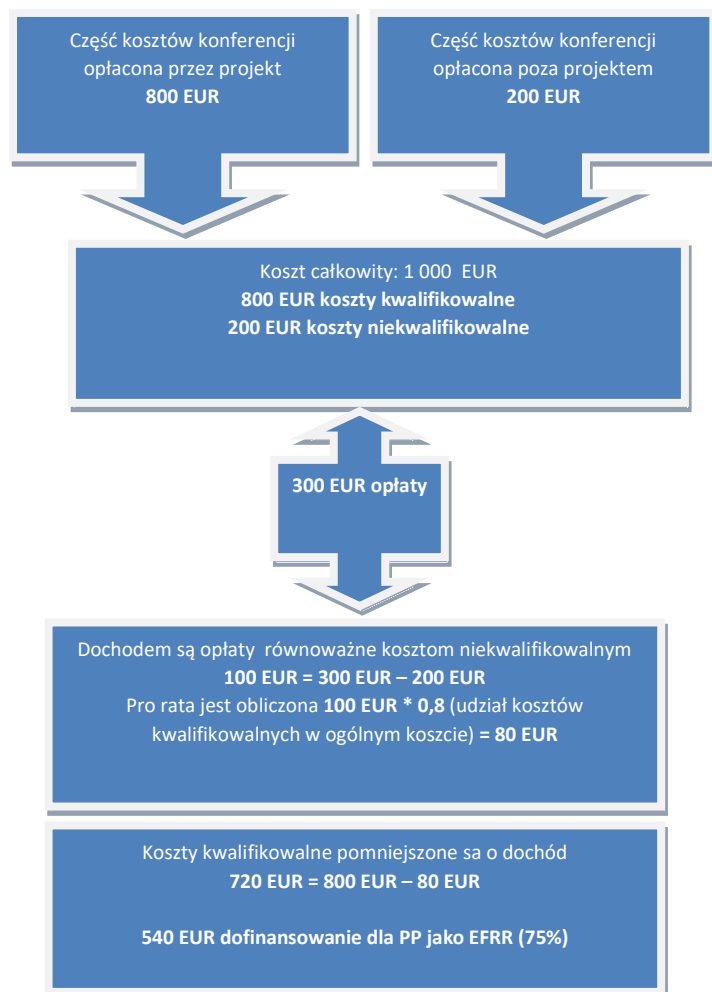 Część kosztów konferencji
opłacona przez projekt
800 EUR
Część kosztów konferencji
opłacona poza projektem
200 EUR
Koszt całkowity: 1 000 EUR
800 EUR koszty kwalifikowalne
200 EUR koszty niekwalifikowalne
300 EUR opłaty
Dochodem są opłaty równoważne kosztom niekwalifikowalnym
100 EUR = 300 EUR – 200 EUR
Pro rata jest obliczona 100 EUR * 0,8 (udział kosztów
kwalifikowalnych w ogólnym koszcie) = 80 EUR
Koszty kwalifikowalne pomniejszone sa o dochód
720 EUR = 800 EUR – 80 EUR
540 EUR dofinansowanie dla PP jako EFRR (75%)